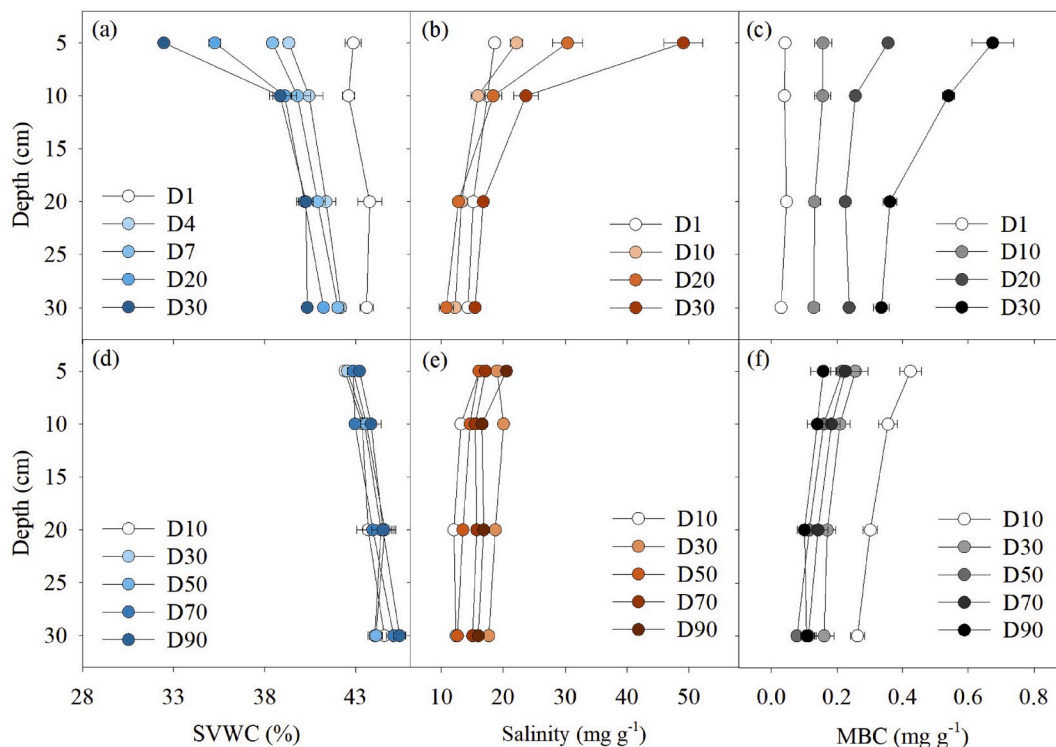 (a)
(b)
(c)
5
10
20
25
30
Depth (cm)
D1
D4
D7
D20
D30
D1
D10
D20
D30
D1
D10
D20
D30
(d)
(e)
(f)
5
10
15
20
25
30
Depth (cm)
D10
D30
D50
D70
D90
D10
D30
D50
D70
D90
D10
D30
D50
D70
D90
28 33 38 43
10 20 30 40 50
0.0 0.2 0.4 0.6 0.8
SVWC (%)
Salinity (mg g⁻¹)
MBC (mg g⁻¹)